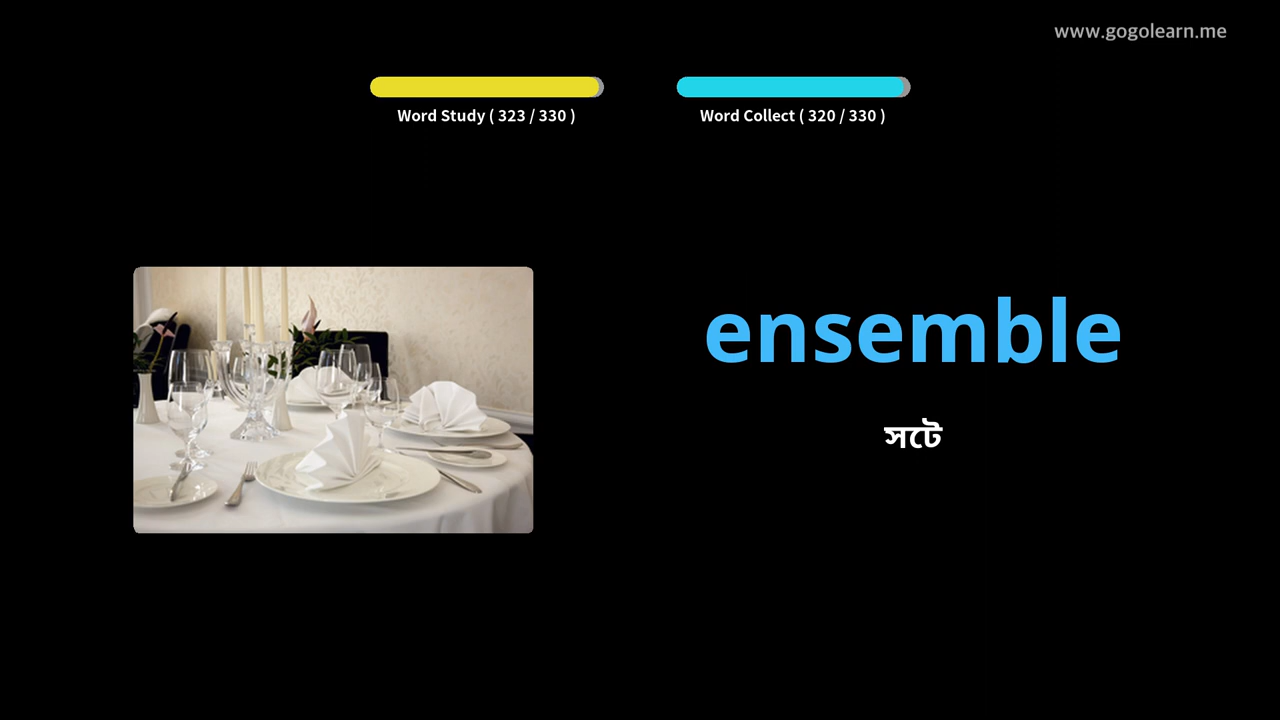 www.gogolearn.me
Word Study ( 323 / 330 )
Word Collect ( 320 / 330 )
ensemble
সটে